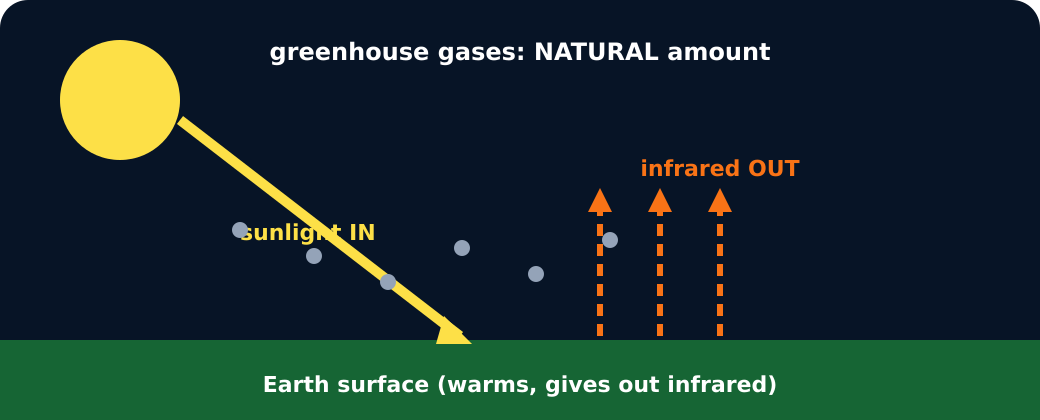 greenhouse gases: NATURAL amount
infrared OUT
sunlight IN
Earth surface (warms, gives out infrared)